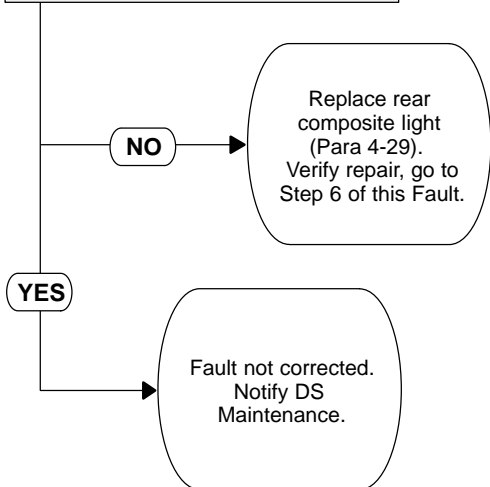 NO
Replace rear
composite light
(Para 4-29).
Verify repair, go to
Step 6 of this Fault.
YES
Fault not corrected.
Notify DS
Maintenance.